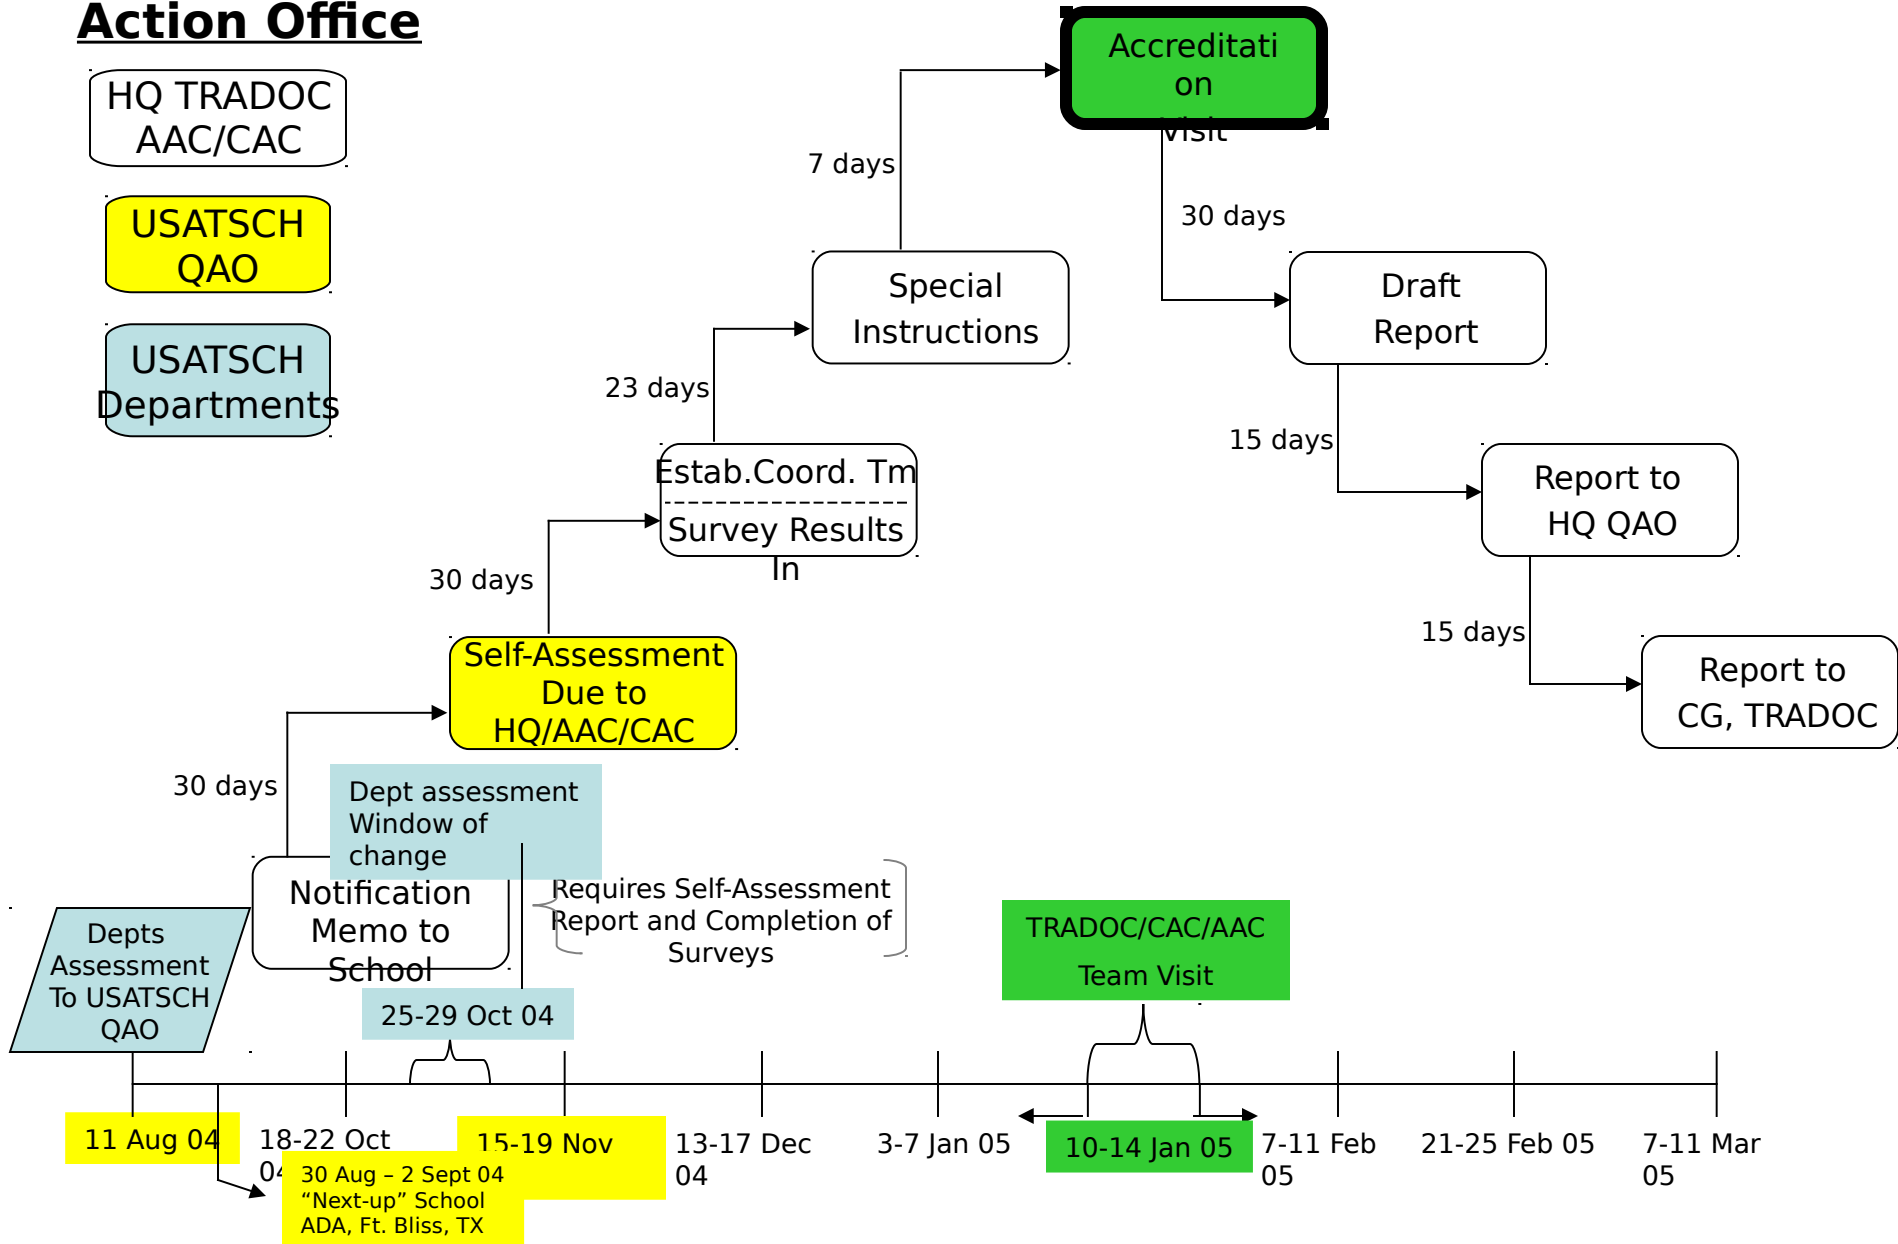 Action Office
HQ TRADOC
AAC/CAC
USATSCH
QAO
USATSCH
Departments
Accreditati
on
Visit
7 days
30 days
Special
Instructions
Draft
Report
23 days
15 days
Estab.Coord. Tm
Survey Results
In
Report to
HQ QAO
30 days
15 days
Self-Assessment
Due to
HQ/AAC/CAC
Report to
CG, TRADOC
30 days
Dept assessment
Window of
change
Notification
Memo to
School
Requires Self-Assessment
Report and Completion of
Surveys
Depts
Assessment
To USATSCH
QAO
TRADOC/CAC/AAC
Team Visit
25-29 Oct 04
11 Aug 04
18-22 Oct
04
15-19 Nov
13-17 Dec
04
3-7 Jan 05
10-14 Jan 05
7-11 Feb
05
21-25 Feb 05
7-11 Mar
05
30 Aug – 2 Sept 04
“Next-up” School
ADA, Ft. Bliss, TX